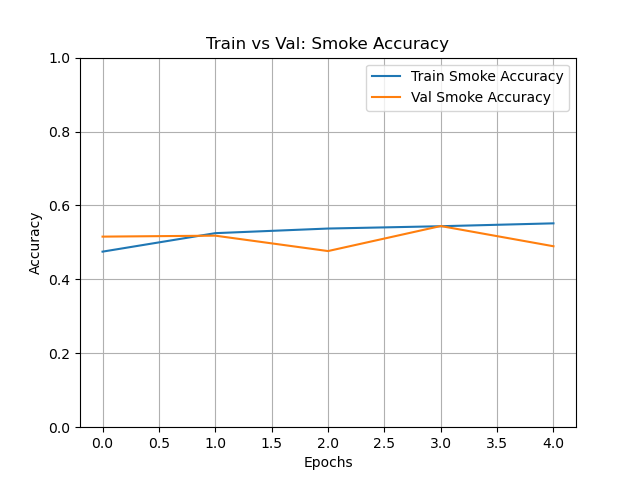 Train vs Val: Smoke Accuracy
Train Smoke Accuracy
Val Smoke Accuracy
1.0
0.8
0.6
0.4
0.2
0.0
Accuracy
0.0 0.5 1.0 1.5 2.0 2.5 3.0 3.5 4.0
Epochs